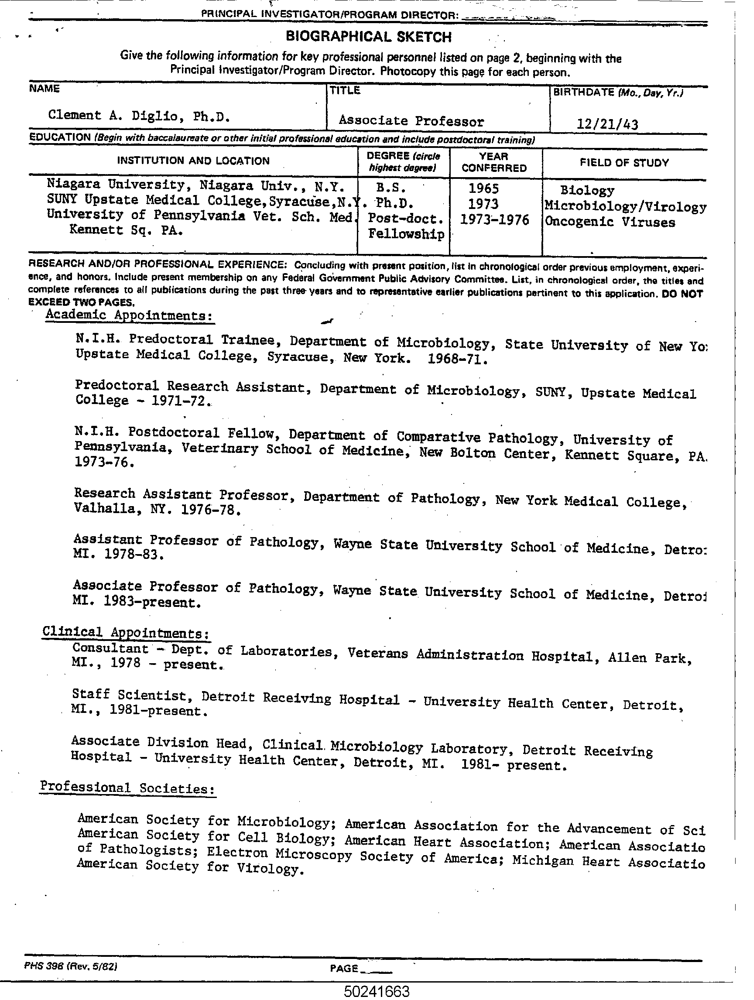 PRINCIPAL INVESTIGATOR/PROGRAM DIRECTOR:
BIOGRAPHICAL SKETCH
Give the following information for key professional personnel listed on page 2, beginning with the
Principal Investigator/Program Director. Photocopy this page for each person.
NAME TITLE BIRTHDATE (Mo., Day, Yr.)
Clement A. Diglio, Ph.D. Associate Professor 12/21/43
EDUCATION (Begin with baccalaureate or other initial professional education and include postdoctoral training)
INSTITUTION AND LOCATION DEGREE (circle highest degree) YEAR CONFERRED FIELD OF STUDY
Niagara University, Niagara Univ., N.Y. B.S. 1965 Biology
SUNY Upstate Medical College, Syracuse, N.Y. Ph.D. 1973 Microbiology/Virology
University of Pennsylvania Vet. Sch. Med. Post-doct. 1973-1976 Oncogenic Viruses
Kennett Sq. PA. Fellowship
RESEARCH AND/OR PROFESSIONAL EXPERIENCE: Concluding with present position, list in chronological order previous employment, experi-
ence, and honors. Include present membership on any Federal Government Public Advisory Committee. List, in chronological order, the titles and
complete references to all publications during the past three years and to representative earlier publications pertinent to this application. DO NOT
EXCEED TWO PAGES.
Academic Appointments:
N.I.H. Predoctoral Trainee, Department of Microbiology, State University of New Yo
Upstate Medical College, Syracuse, New York. 1968-71.
Predoctoral Research Assistant, Department of Microbiology, SUNY, Upstate Medical
College - 1971-72.
N.I.H. Postdoctoral Fellow, Department of Comparative Pathology, University of
Pennsylvania, Veterinary School of Medicine, New Bolton Center, Kennett Square, PA.
1973-76.
Research Assistant Professor, Department of Pathology, New York Medical College,
Valhalla, NY. 1976-78.
Assistant Professor of Pathology, Wayne State University School of Medicine, Detro
MI. 1978-83.
Associate Professor of Pathology, Wayne State University School of Medicine, Detroi
MI. 1983-present.
Clinical Appointments:
Consultant - Dept. of Laboratories, Veterans Administration Hospital, Allen Park,
MI., 1978 - present.
Staff Scientist, Detroit Receiving Hospital - University Health Center, Detroit,
MI., 1981-present.
Associate Division Head, Clinical Microbiology Laboratory, Detroit Receiving
Hospital - University Health Center, Detroit, MI. 1981- present.
Professional Societies:
American Society for Microbiology; American Association for the Advancement of Sci
American Society for Cell Biology; American Heart Association; American Associatio
of Pathologists; Electron Microscopy Society of America; Michigan Heart Associatio
American Society for Virology.
PHS 398 (Rev. 5/82) PAGE
50241663